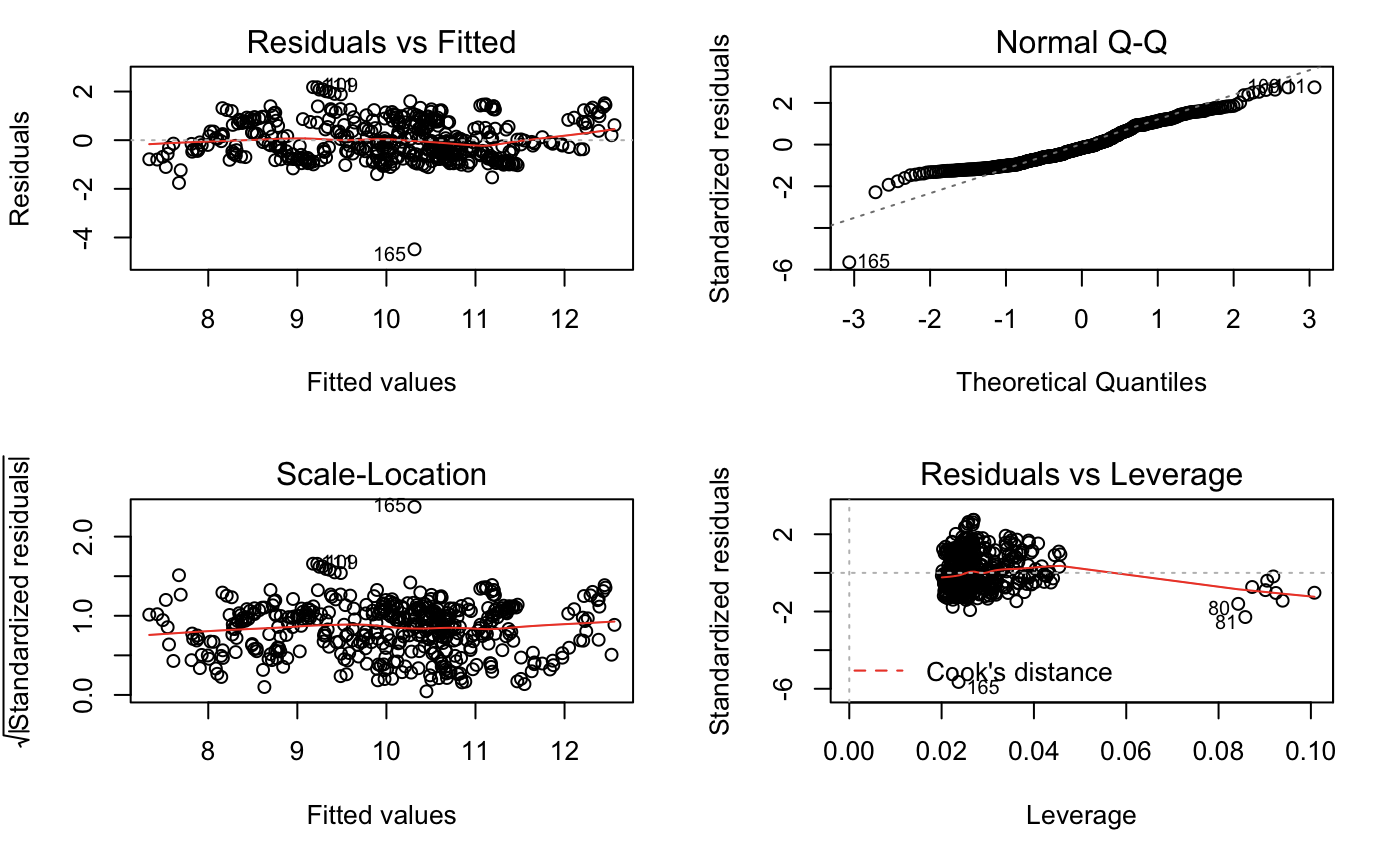 Residuals vs Fitted
Residuals
2
0
-2
-4
109
165
8 9 10 11 12
Fitted values
Normal Q-Q
Standardized residuals
2
0
-2
-6
165
-3 -2 -1 0 1 2 3
Theoretical Quantiles
Scale-Location
√|Standardized residuals|
2.0
1.0
0.0
165
109
8 9 10 11 12
Fitted values
Residuals vs Leverage
Standardized residuals
2
0
-2
-6
80
81
Cook's distance
165
0.00 0.02 0.04 0.06 0.08 0.10
Leverage